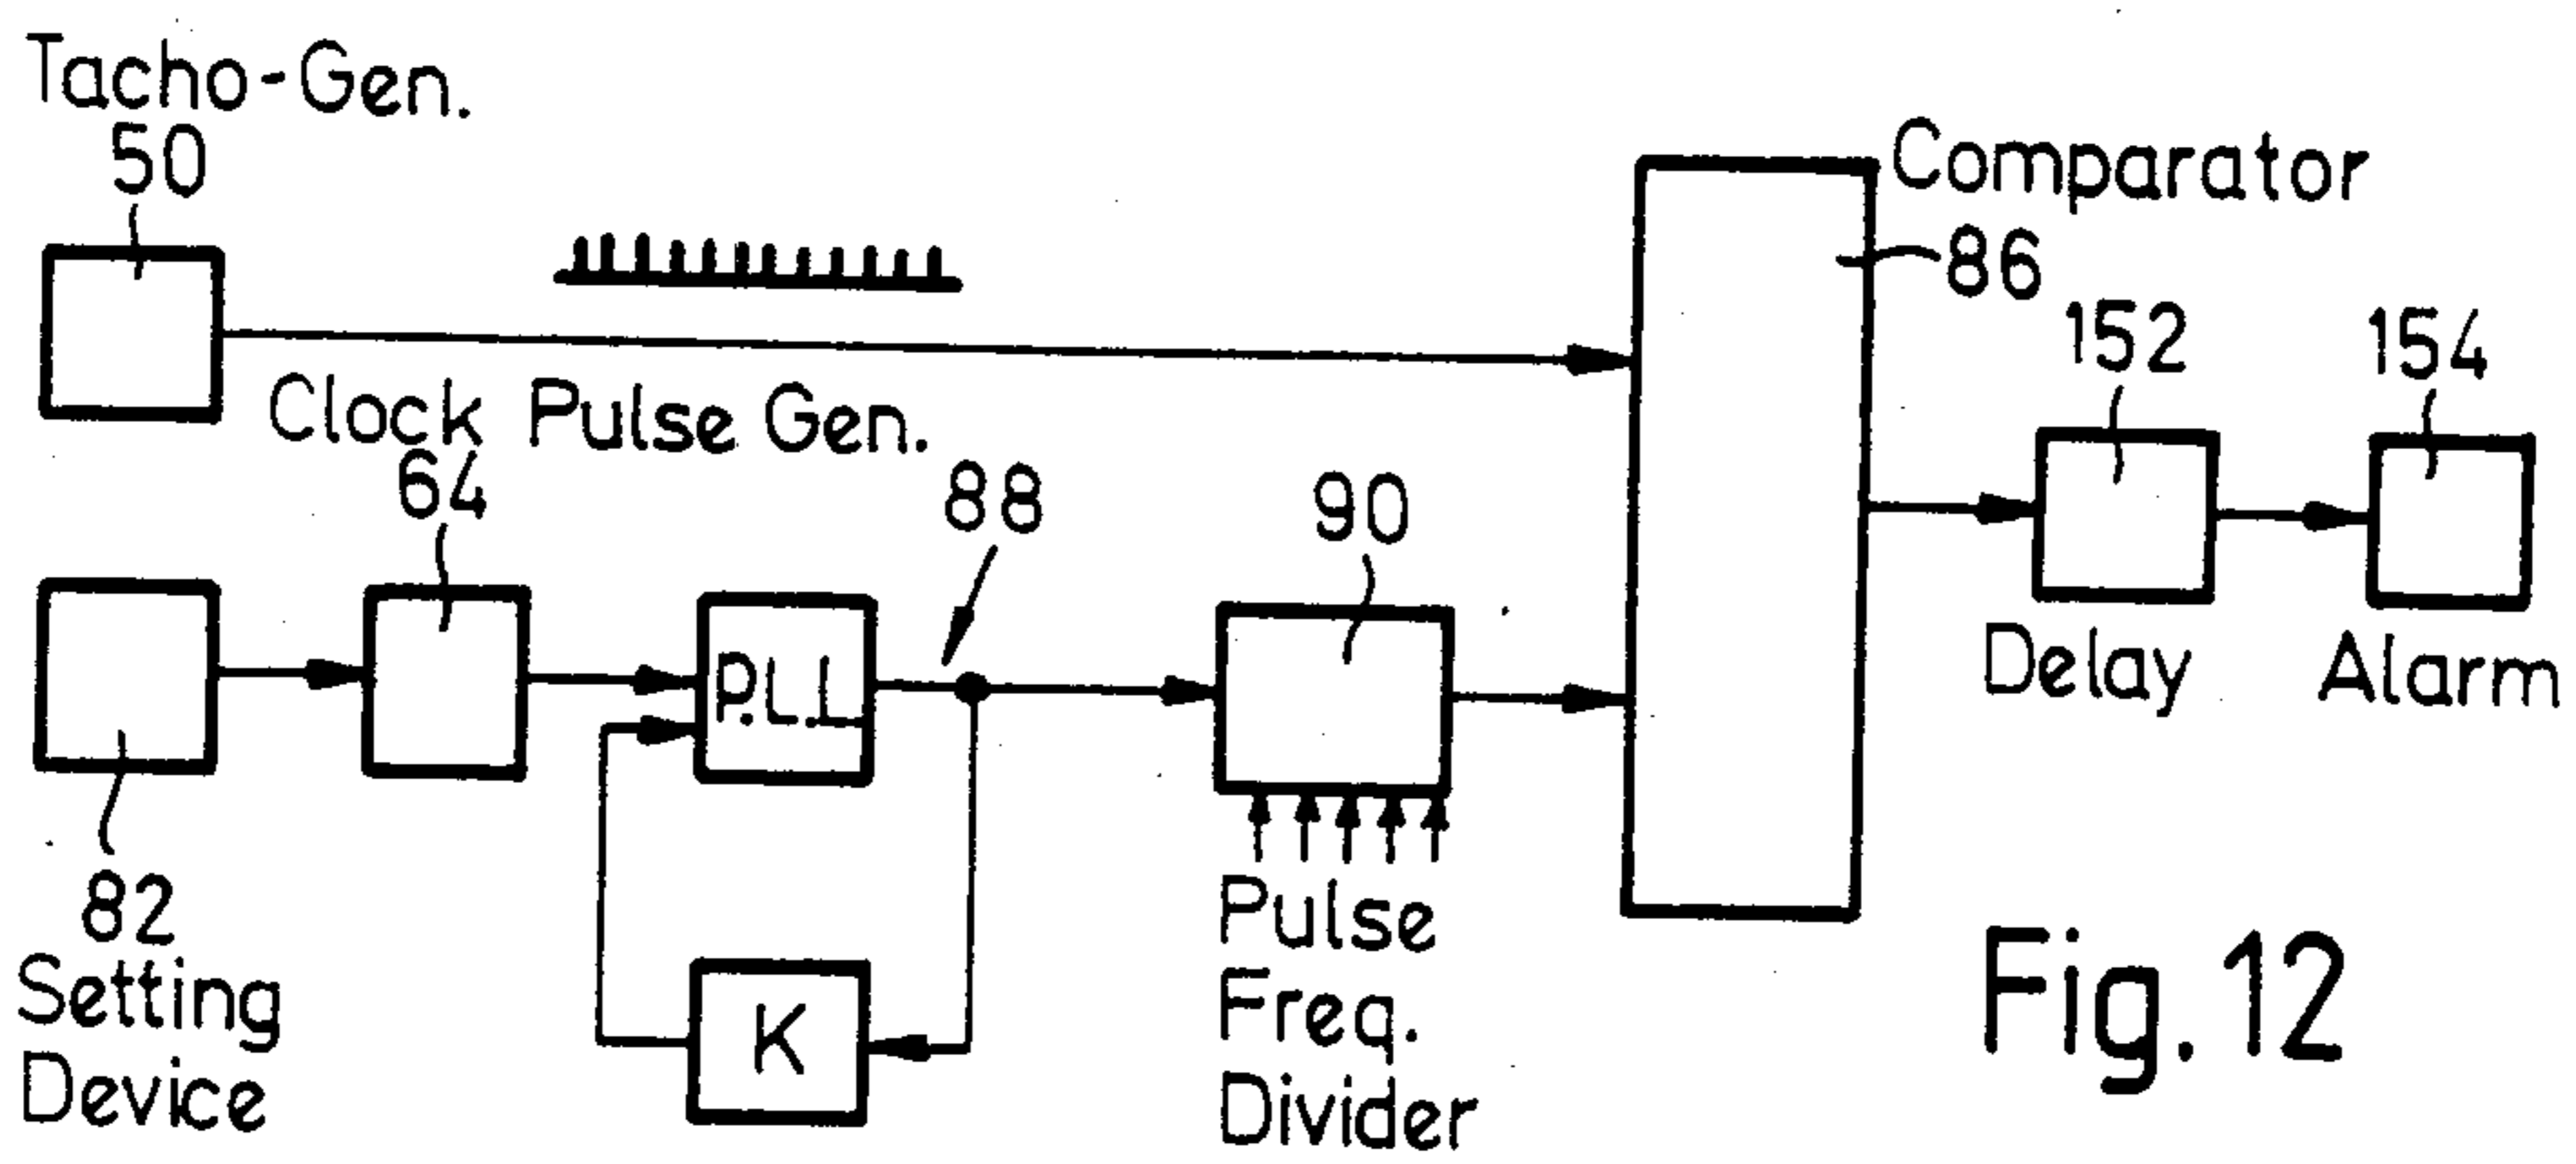 Tacho-Gen.
50
Comparator
86
152
154
Clock Pulse Gen.
64
88
90
P.L.L
Delay
Alarm
82
Setting
Device
K
Pulse
Freq.
Divider
Fig.12